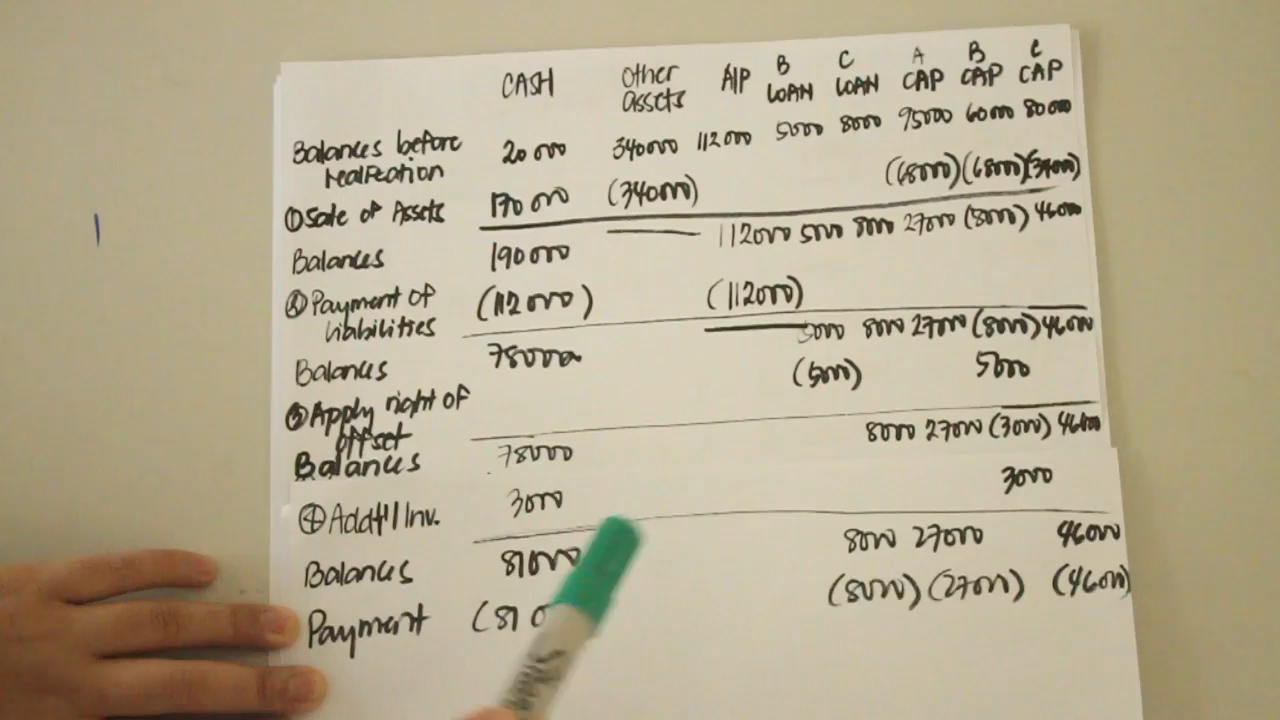 CASH Other assets A/P B LOAN C LOAN A CAP B CAP C CAP
Balances before realization 20000 340000 112000 5000 8000 95000 60000 80000
① Sale of Assets 170000 (340000) (68000) (68000) (34000)
Balances 190000 112000 5000 8000 27000 (8000) 46000
② Payment of liabilities (112000) (112000)
Balances 78000 5000 8000 27000 (8000) 46000
③ Apply right of offset (5000) 5000
Balances 78000 8000 27000 (3000) 46000
④ Add'l Inv. 3000 3000
Balances 81000 8000 27000 46000
Payment (81 0 (8000) (27000) (46000)